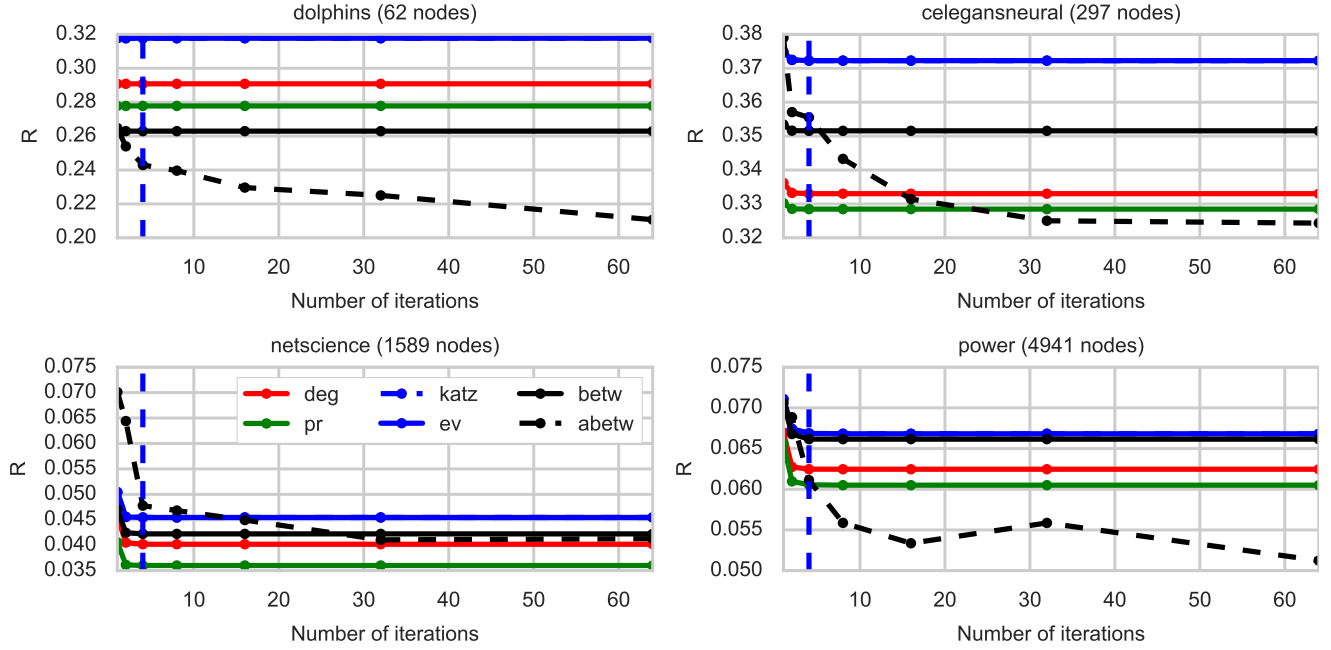 dolphins (62 nodes)
0.32
0.30
0.28
0.26
0.24
0.22
0.20
R
10 20 30 40 50 60
Number of iterations
celegansneural (297 nodes)
0.38
0.37
0.36
0.35
0.34
0.33
0.32
R
10 20 30 40 50 60
Number of iterations
netscience (1589 nodes)
0.075
0.070
0.065
0.060
0.055
0.050
0.045
0.040
0.035
R
deg katz betw
pr ev abetw
10 20 30 40 50 60
Number of iterations
power (4941 nodes)
0.075
0.070
0.065
0.060
0.055
0.050
R
10 20 30 40 50 60
Number of iterations